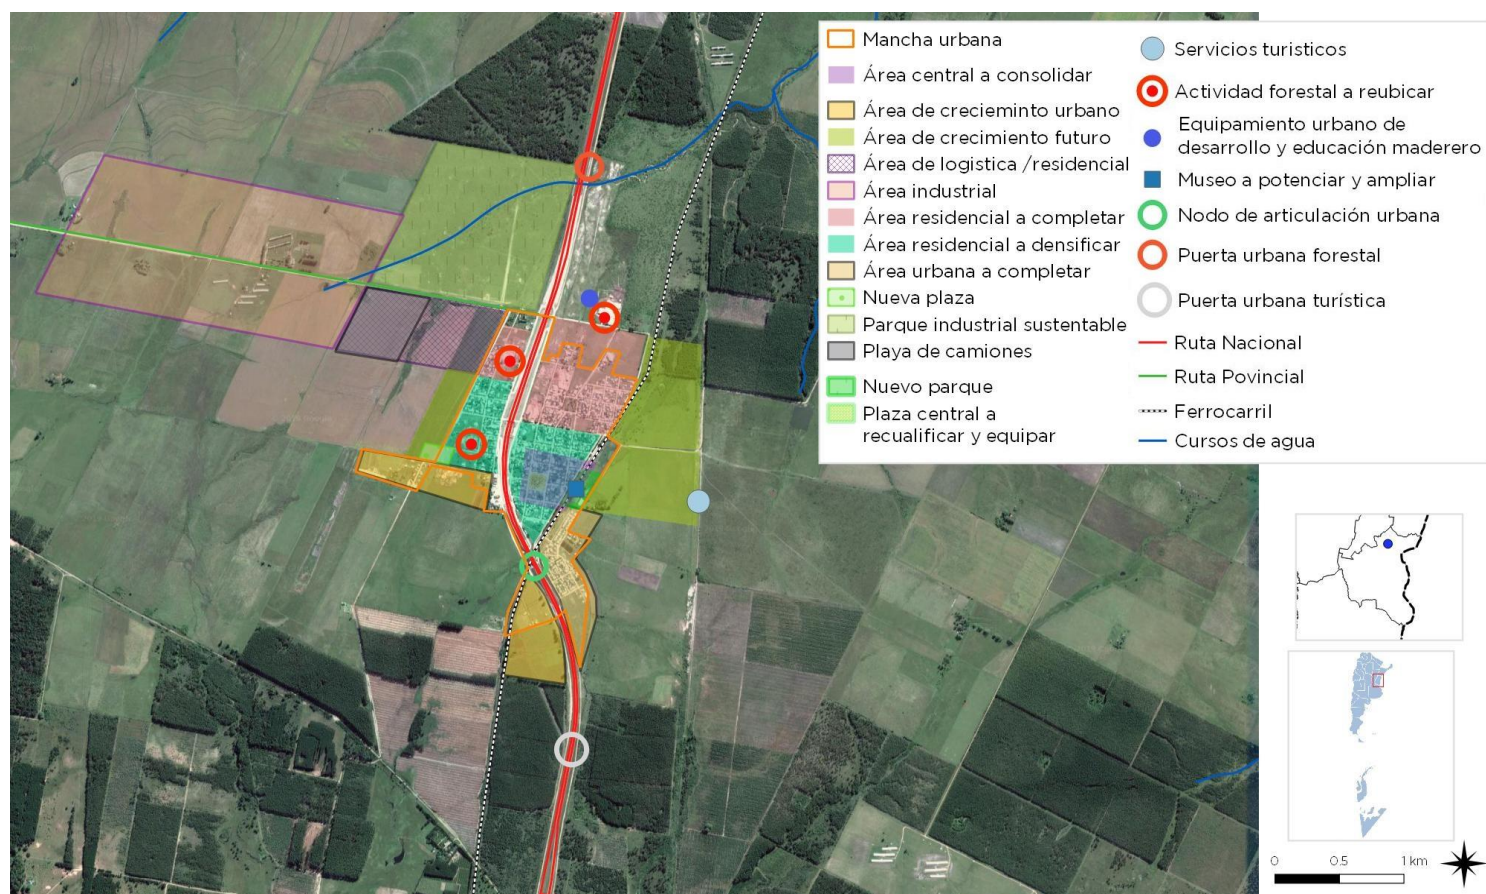 Mancha urbana
Área central a consolidar
Área de crecieminto urbano
Área de crecimiento futuro
Área de logistica /residencial
Área industrial
Área residencial a completar
Área residencial a densificar
Área urbana a completar
Nueva plaza
Parque industrial sustentable
Playa de camiones
Nuevo parque
Plaza central a
recualificar y equipar
Servicios turisticos
Actividad forestal a reubicar
Equipamiento urbano de
desarrollo y educación maderero
Museo a potenciar y ampliar
Nodo de articulación urbana
Puerta urbana forestal
Puerta urbana turística
Ruta Nacional
Ruta Povincial
Ferrocarril
Cursos de agua
0 0.5 1 km